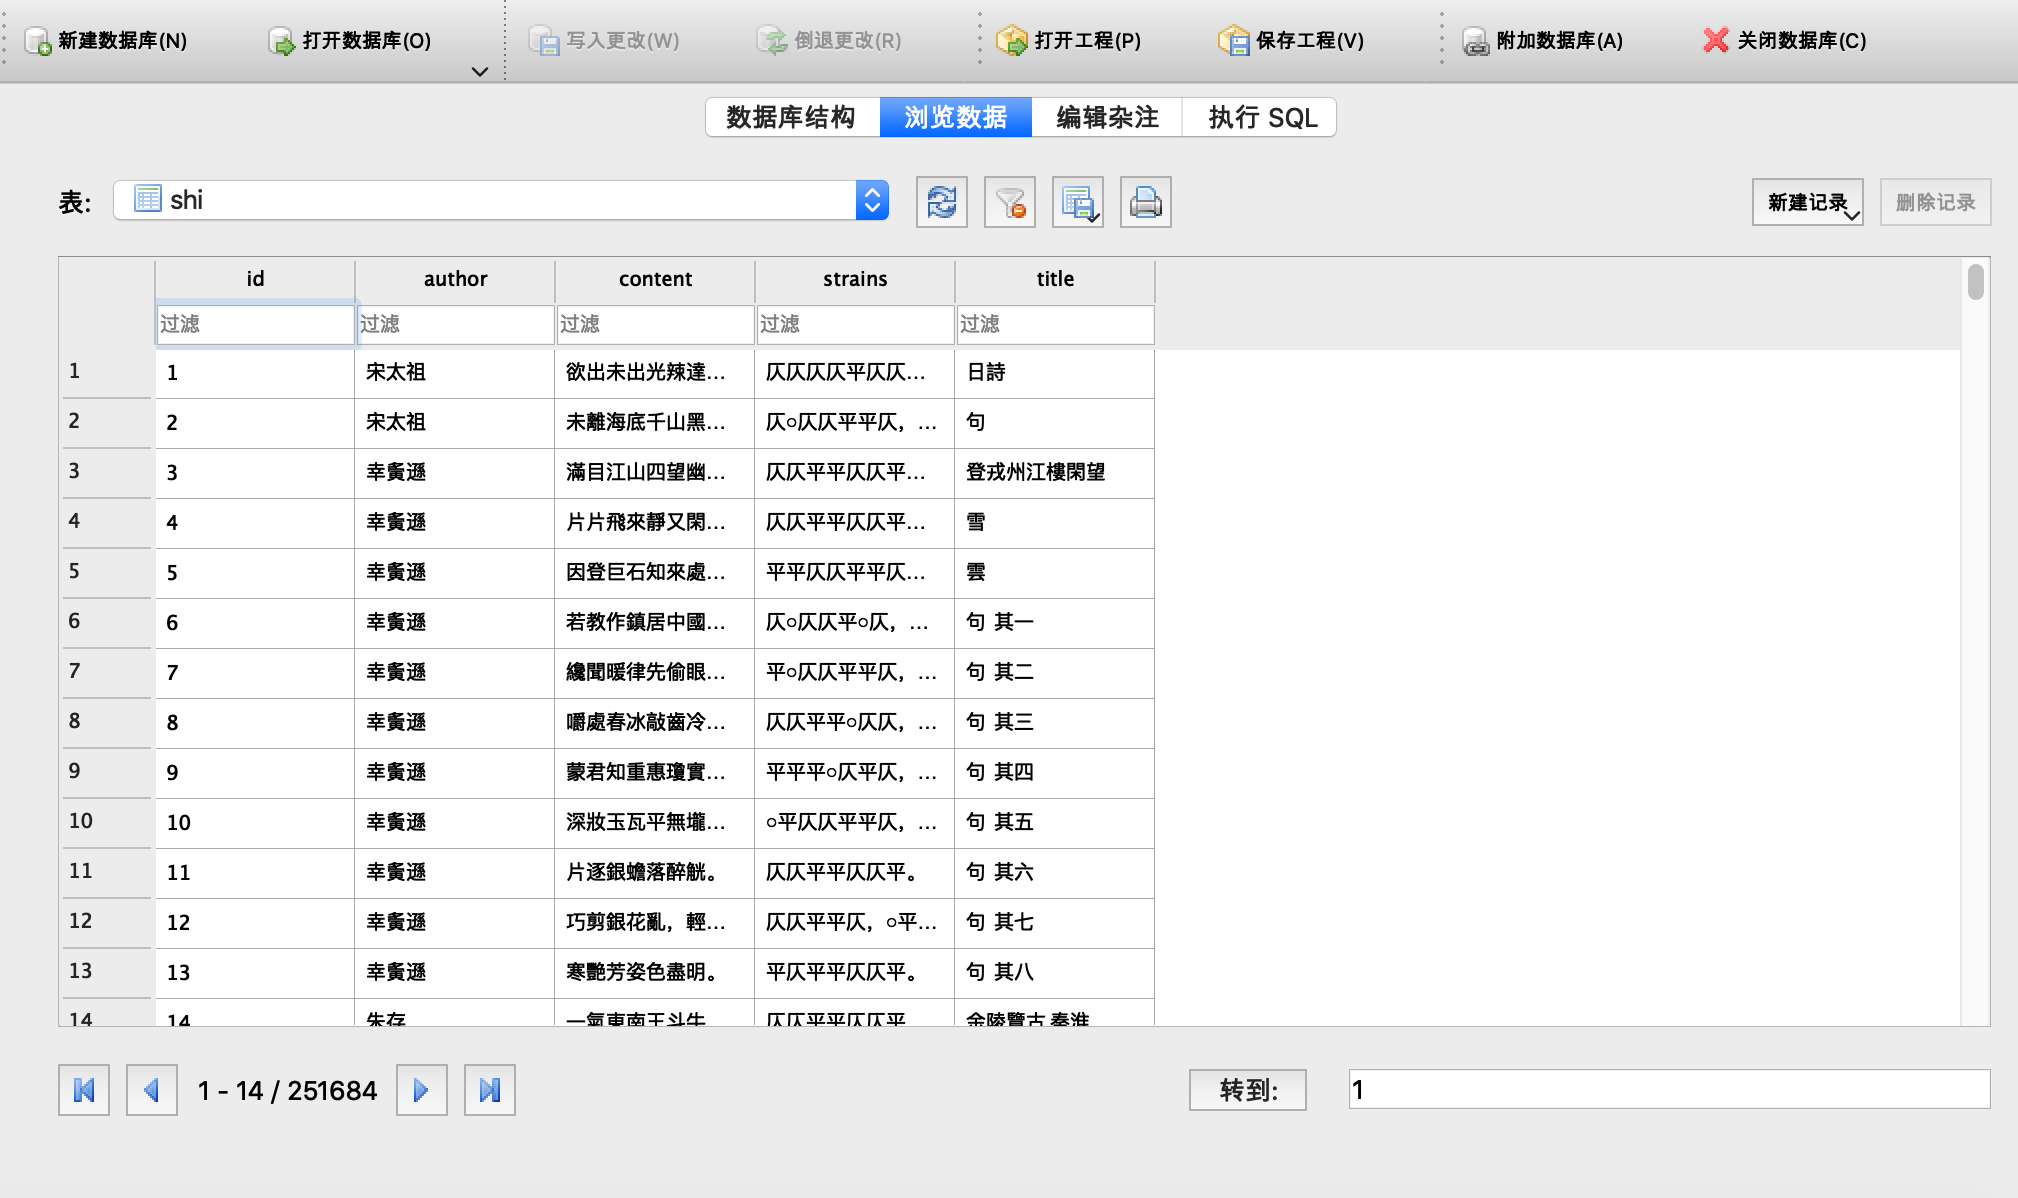 新建数据库(N) 打开数据库(O) 写入更改(W) 倒退更改(R) 打开工程(P) 保存工程(V) 附加数据库(A) 关闭数据库(C)
数据库结构 浏览数据 编辑杂注 执行 SQL
表: shi 新建记录 删除记录
id author content strains title
过滤 过滤 过滤 过滤 过滤
1 1 宋太祖 欲出未出光辣達... 仄仄仄仄平仄仄... 日詩
2 2 宋太祖 未離海底千山黑... 仄○仄仄平平仄，... 句
3 3 幸夤遜 滿目江山四望幽... 仄仄平平仄仄平... 登戎州江樓閑望
4 4 幸夤遜 片片飛來靜又閑... 仄仄平平仄仄平... 雪
5 5 幸夤遜 因登巨石知來處... 平平仄仄平平仄... 雲
6 6 幸夤遜 若教作鎮居中國... 仄○仄仄平○仄，... 句 其一
7 7 幸夤遜 纔聞暖律先偷眼... 平○仄仄平平仄，... 句 其二
8 8 幸夤遜 嚼處春冰敲齒冷... 仄仄平平○仄仄，... 句 其三
9 9 幸夤遜 蒙君知重惠瓊實... 平平平○仄平仄，... 句 其四
10 10 幸夤遜 深妝玉瓦平無壠... ○平仄仄平平仄，... 句 其五
11 11 幸夤遜 片逐銀蟾落醉觥。 仄仄平平仄仄平。 句 其六
12 12 幸夤遜 巧剪銀花亂，輕... 仄仄平平仄，○平... 句 其七
13 13 幸夤遜 寒艷芳姿色盡明。 平仄平平仄仄平。 句 其八
14 14 朱存 一氣東南王斗牛 仄仄平平仄仄平 金陵覽古 秦淮
1 - 14 / 251684 转到: 1